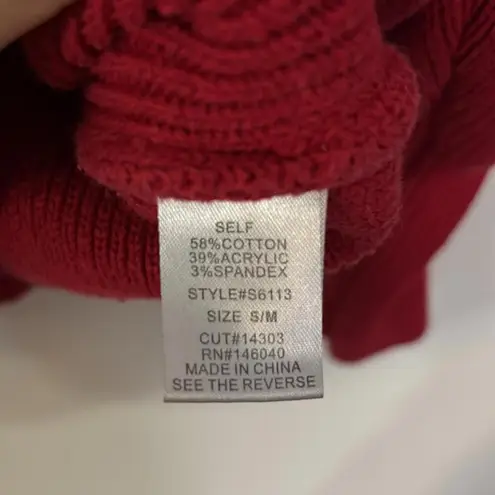 SELF
58%COTTON
39%ACRYLIC
3%SPANDEX
STYLE#S6113
SIZE S/M
CUT#14303
RN#146040
MADE IN CHINA
SEE THE REVERSE